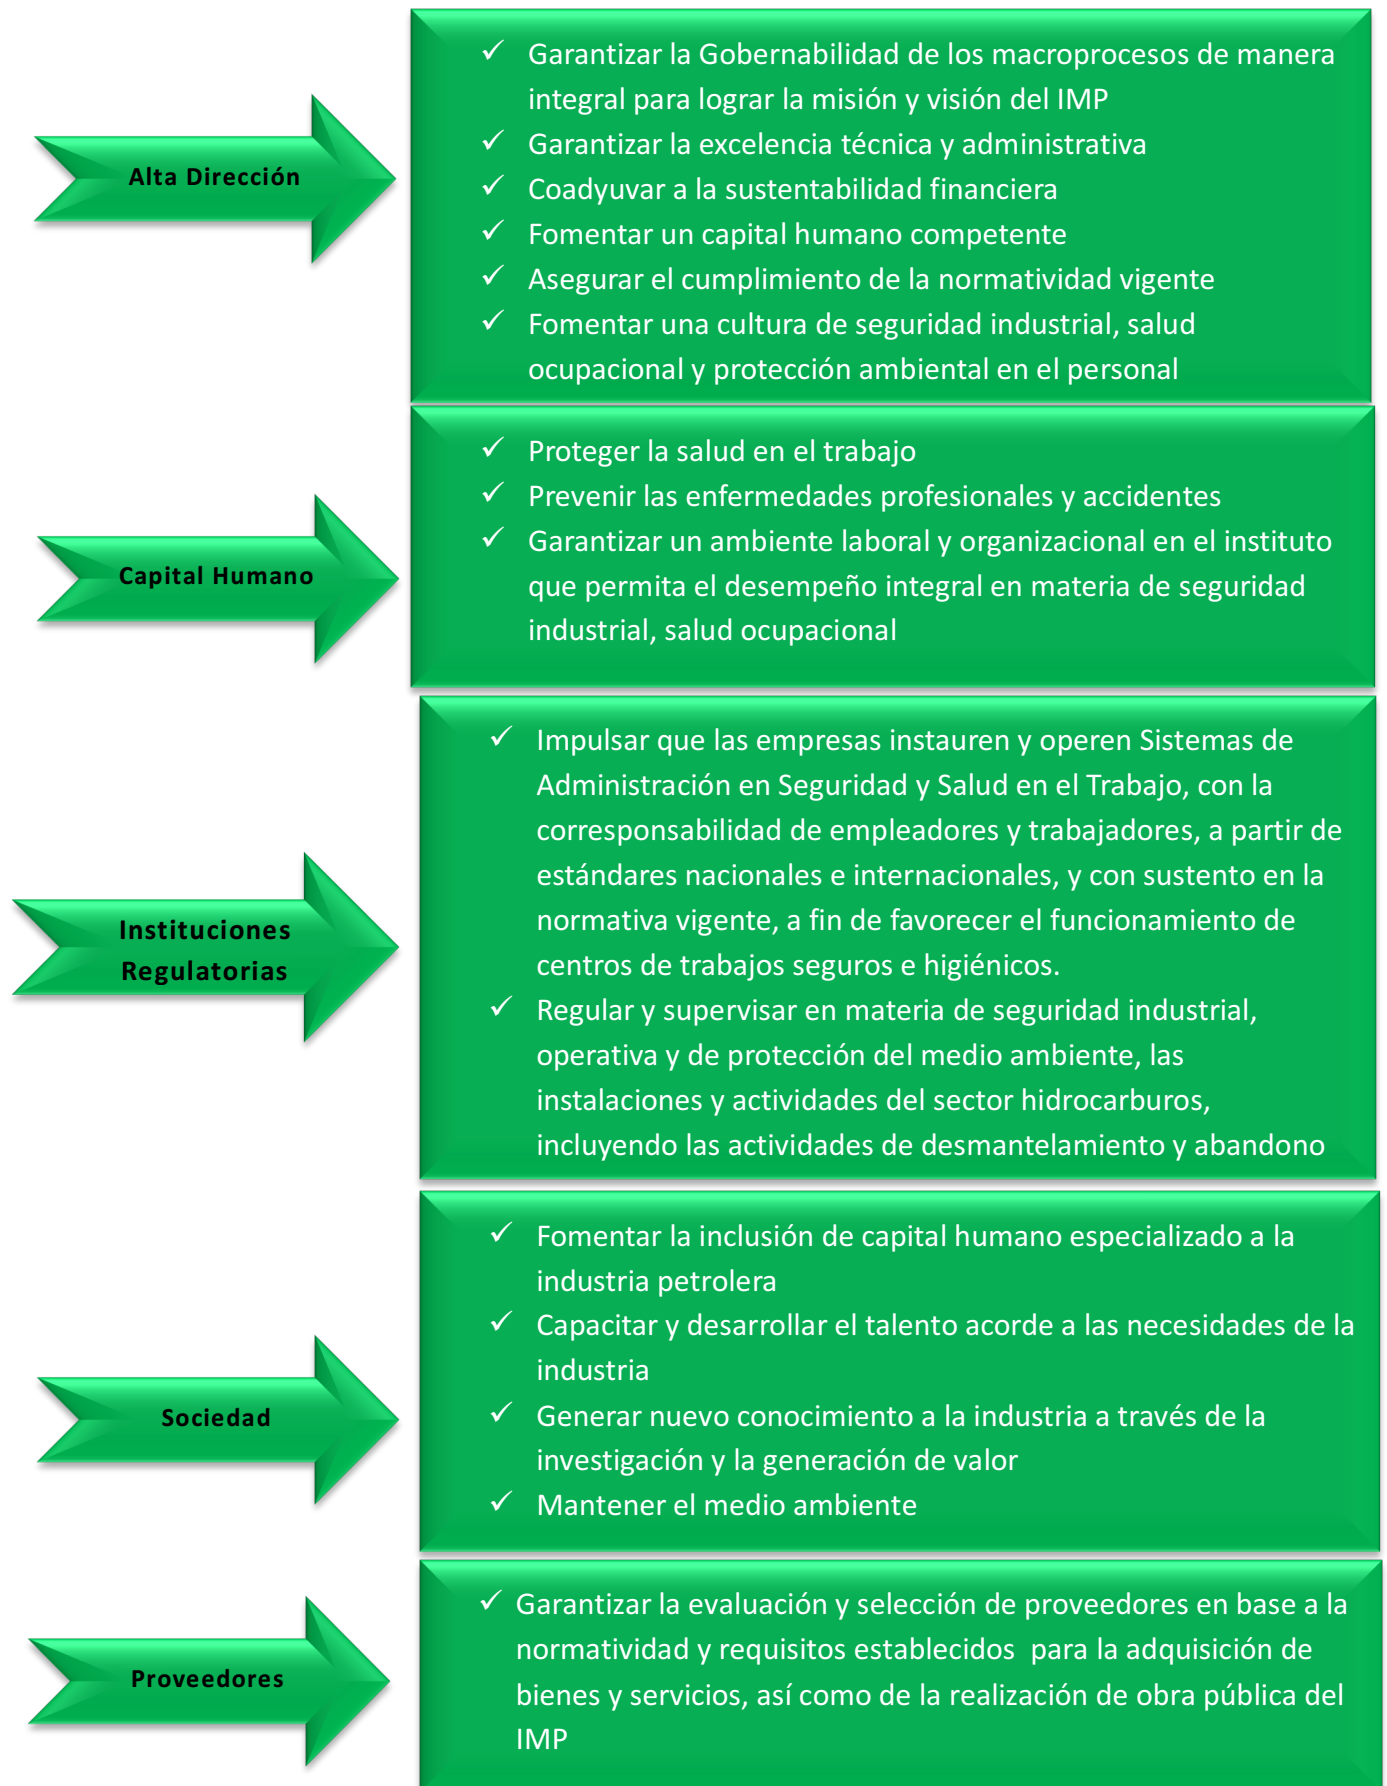 Alta Dirección
✓ Garantizar la Gobernabilidad de los macroprocesos de manera
integral para lograr la misión y visión del IMP
✓ Garantizar la excelencia técnica y administrativa
✓ Coadyuvar a la sustentabilidad financiera
✓ Fomentar un capital humano competente
✓ Asegurar el cumplimiento de la normatividad vigente
✓ Fomentar una cultura de seguridad industrial, salud
ocupacional y protección ambiental en el personal
Capital Humano
✓ Proteger la salud en el trabajo
✓ Prevenir las enfermedades profesionales y accidentes
✓ Garantizar un ambiente laboral y organizacional en el instituto
que permita el desempeño integral en materia de seguridad
industrial, salud ocupacional
Instituciones
Regulatorias
✓ Impulsar que las empresas instauren y operen Sistemas de
Administración en Seguridad y Salud en el Trabajo, con la
corresponsabilidad de empleadores y trabajadores, a partir de
estándares nacionales e internacionales, y con sustento en la
normativa vigente, a fin de favorecer el funcionamiento de
centros de trabajos seguros e higiénicos.
✓ Regular y supervisar en materia de seguridad industrial,
operativa y de protección del medio ambiente, las
instalaciones y actividades del sector hidrocarburos,
incluyendo las actividades de desmantelamiento y abandono
Sociedad
✓ Fomentar la inclusión de capital humano especializado a la
industria petrolera
✓ Capacitar y desarrollar el talento acorde a las necesidades de la
industria
✓ Generar nuevo conocimiento a la industria a través de la
investigación y la generación de valor
✓ Mantener el medio ambiente
Proveedores
✓ Garantizar la evaluación y selección de proveedores en base a la
normatividad y requisitos establecidos para la adquisición de
bienes y servicios, así como de la realización de obra pública del
IMP